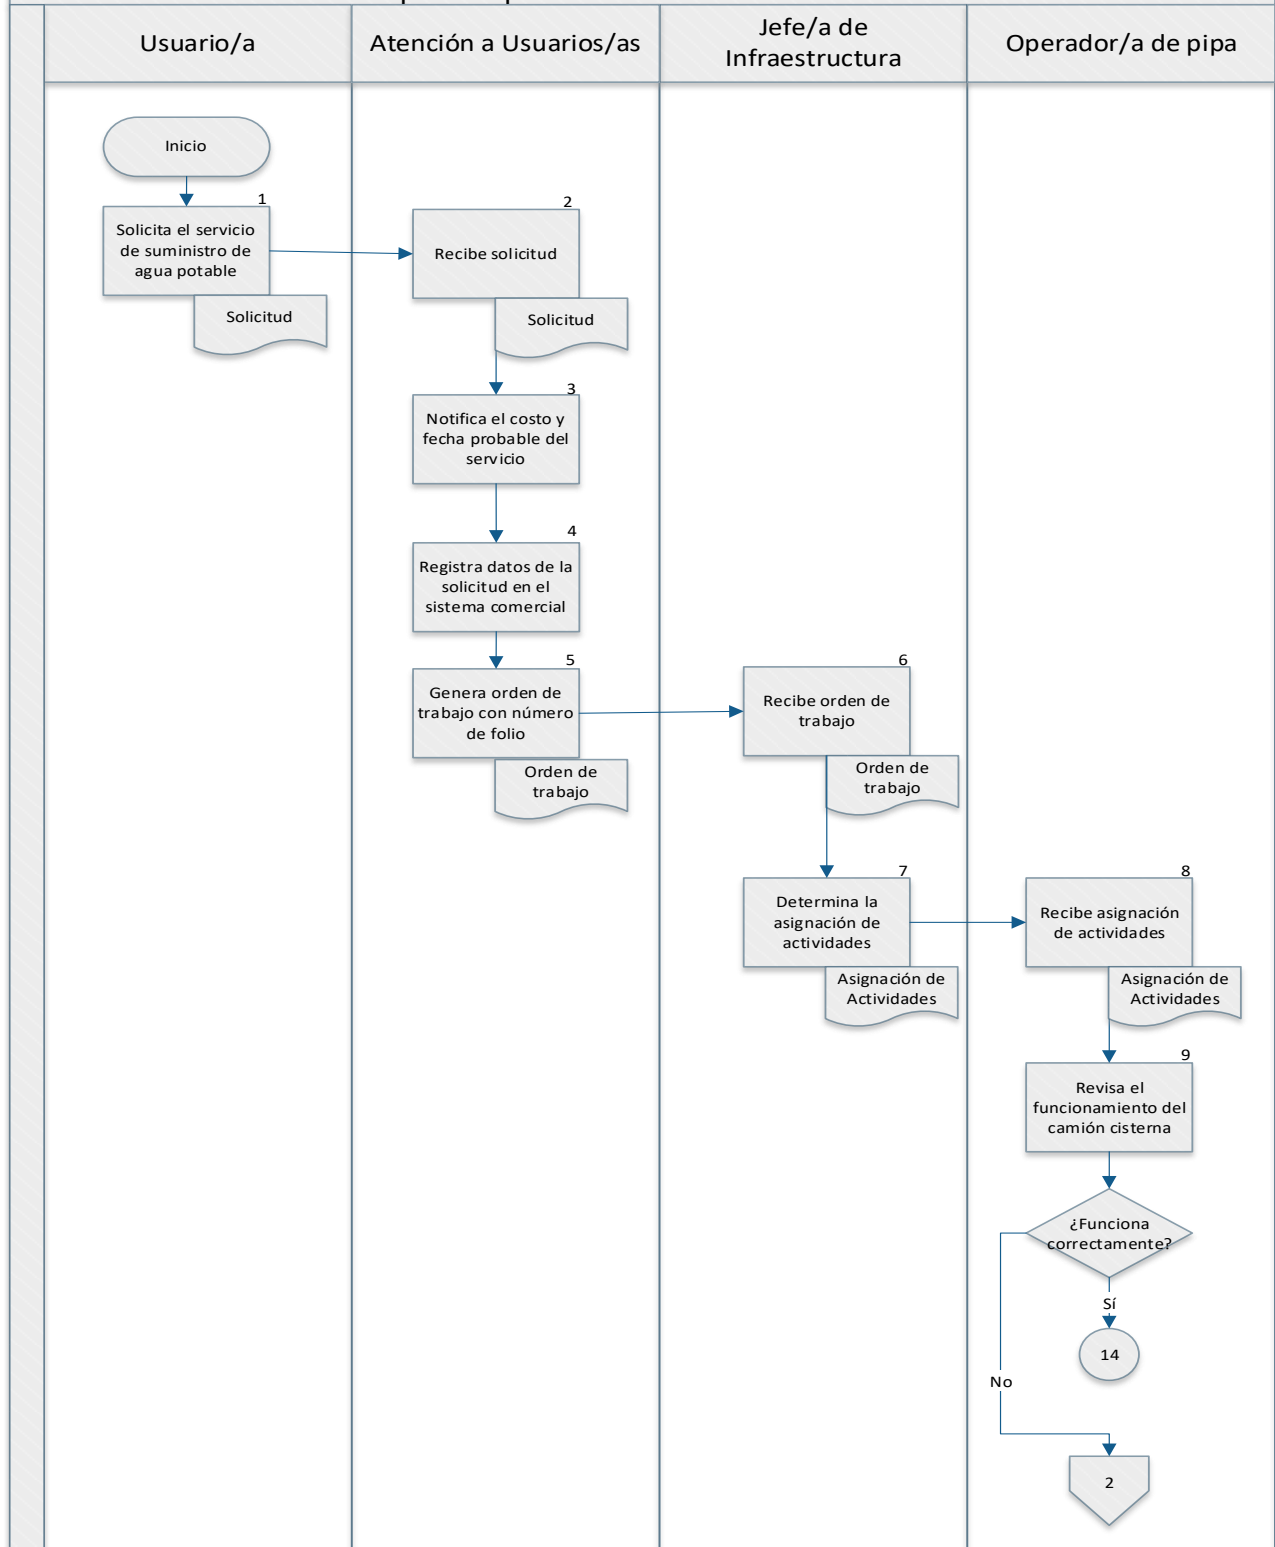 Usuario/a
Atención a Usuarios/as
Jefe/a de
Infraestructura
Operador/a de pipa
Inicio
1
Solicita el servicio
de suministro de
agua potable
Solicitud
2
Recibe solicitud
Solicitud
3
Notifica el costo y
fecha probable del
servicio
4
Registra datos de la
solicitud en el
sistema comercial
5
Genera orden de
trabajo con número
de folio
Orden de
trabajo
6
Recibe orden de
trabajo
Orden de
trabajo
7
Determina la
asignación de
actividades
Asignación de
Actividades
8
Recibe asignación
de actividades
Asignación de
Actividades
9
Revisa el
funcionamiento del
camión cisterna
¿Funciona
correctamente?
Sí
14
No
2